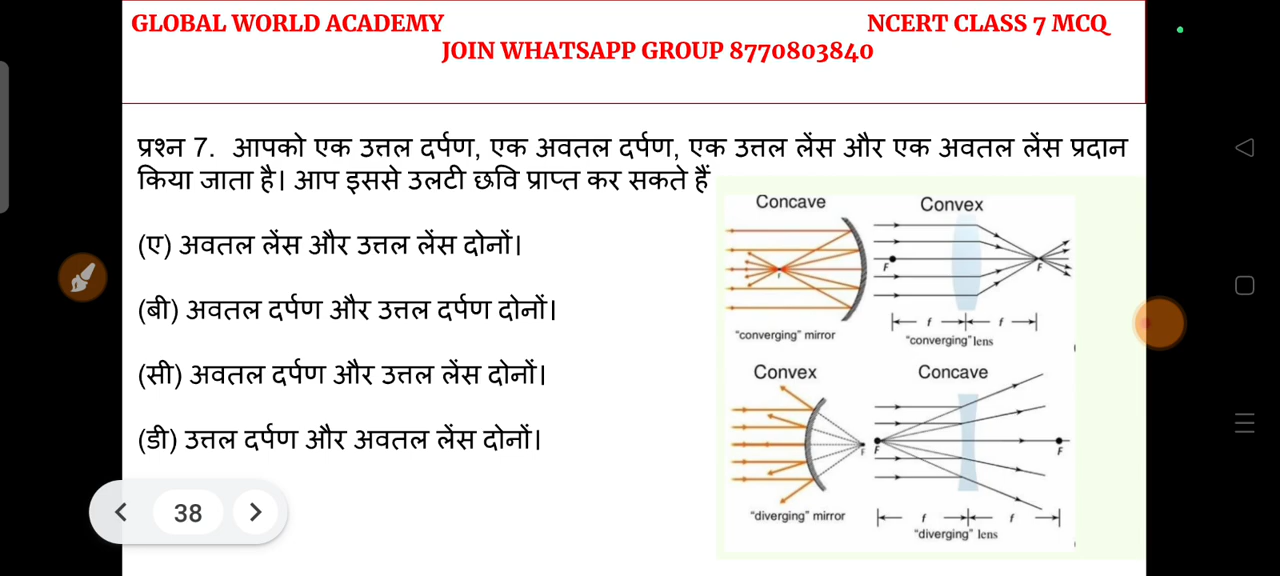 GLOBAL WORLD ACADEMY NCERT CLASS 7 MCQ
JOIN WHATSAPP GROUP 8770803840
प्रश्न 7. आपको एक उत्तल दर्पण, एक अवतल दर्पण, एक उत्तल लेंस और एक अवतल लेंस प्रदान
किया जाता है। आप इससे उलटी छवि प्राप्त कर सकते हैं
(ए) अवतल लेंस और उत्तल लेंस दोनों।
(बी) अवतल दर्पण और उत्तल दर्पण दोनों।
(सी) अवतल दर्पण और उत्तल लेंस दोनों।
(डी) उत्तल दर्पण और अवतल लेंस दोनों।
Concave
Convex
F
F
f f
"converging" mirror
"converging" lens
Convex
Concave
F
F
F
f f
"diverging" mirror
"diverging" lens
38